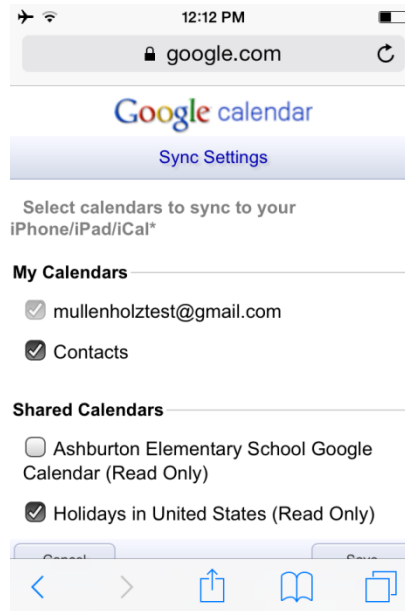 12:12 PM
google.com
Google calendar
Sync Settings
Select calendars to sync to your
iPhone/iPad/iCal*
My Calendars
mullenholztest@gmail.com
Contacts
Shared Calendars
Ashburton Elementary School Google
Calendar (Read Only)
Holidays in United States (Read Only)
Cancel Save